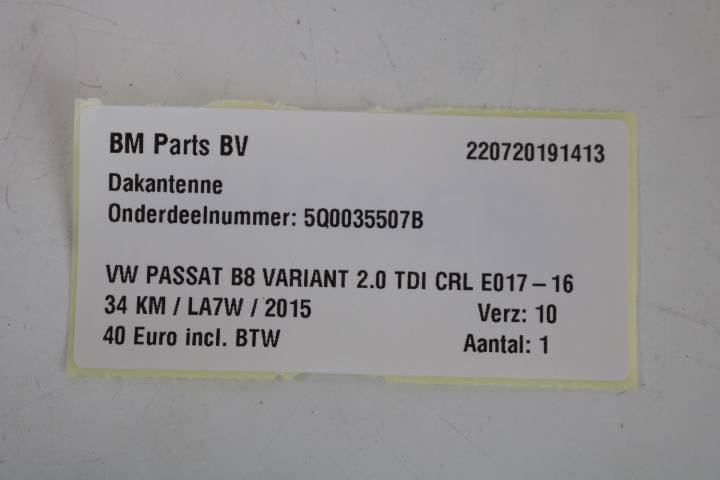 BM Parts BV 220720191413
Dakantenne
Onderdeelnummer: 5Q0035507B
VW PASSAT B8 VARIANT 2.0 TDI CRL E017 – 16
34 KM / LA7W / 2015 Verz: 10
40 Euro incl. BTW Aantal: 1